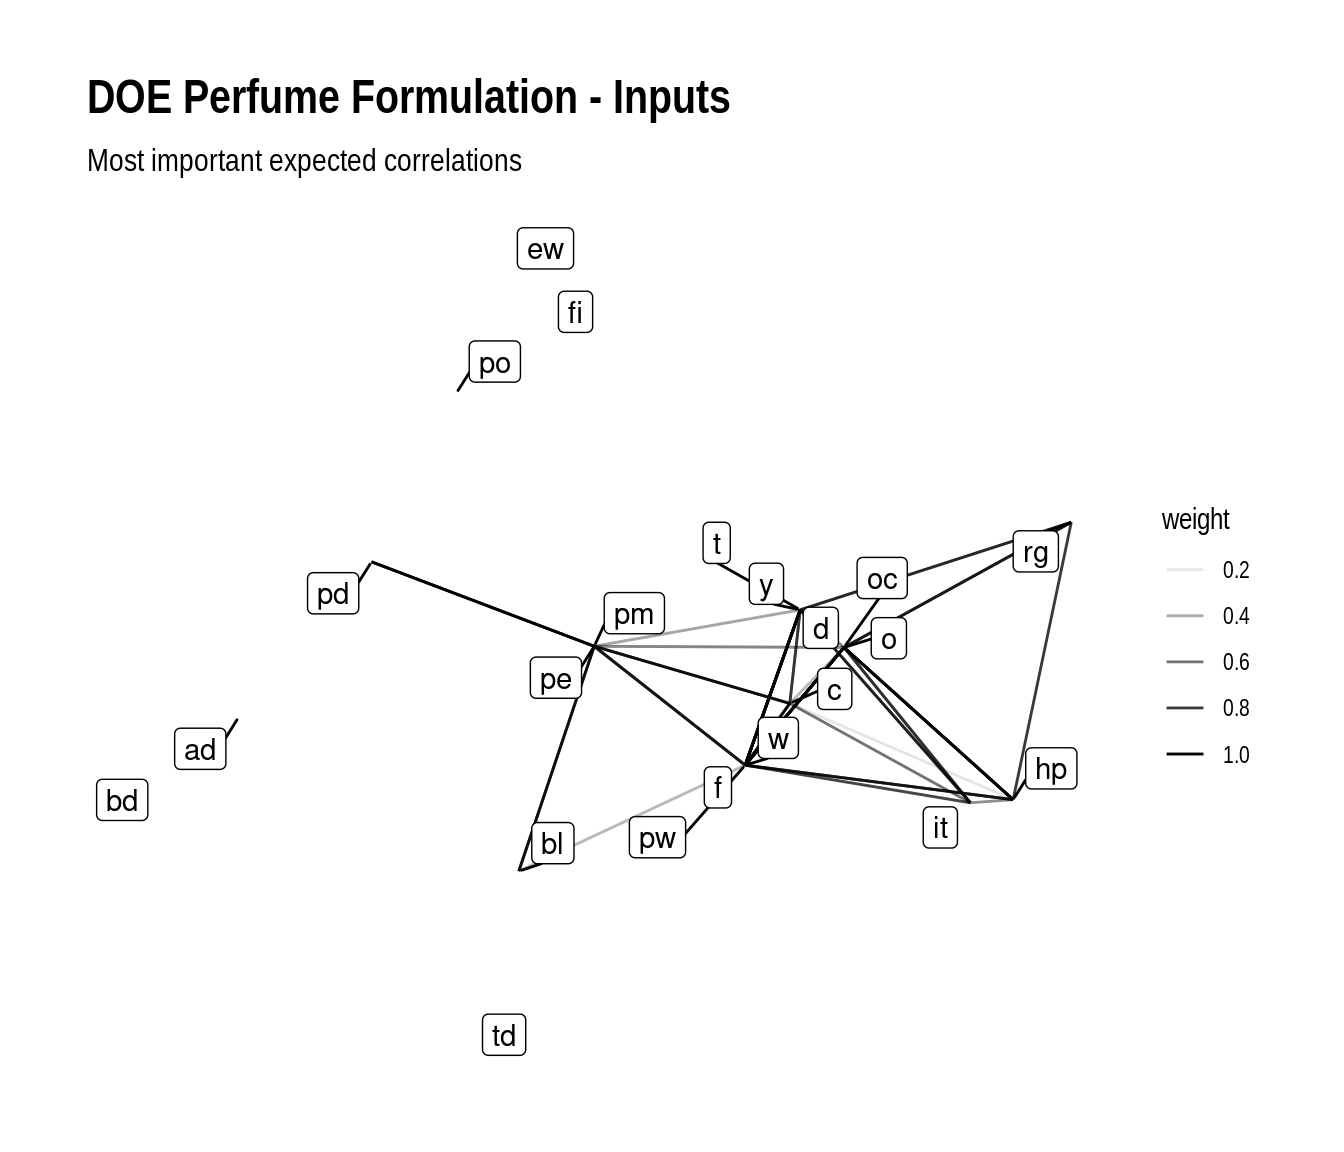 DOE Perfume Formulation - Inputs
Most important expected correlations
ew
fi
po
t
y
oc
rg
pd
pm
d
o
pe
c
w
ad
bd
f
hp
bl
pw
it
td
weight
0.2
0.4
0.6
0.8
1.0